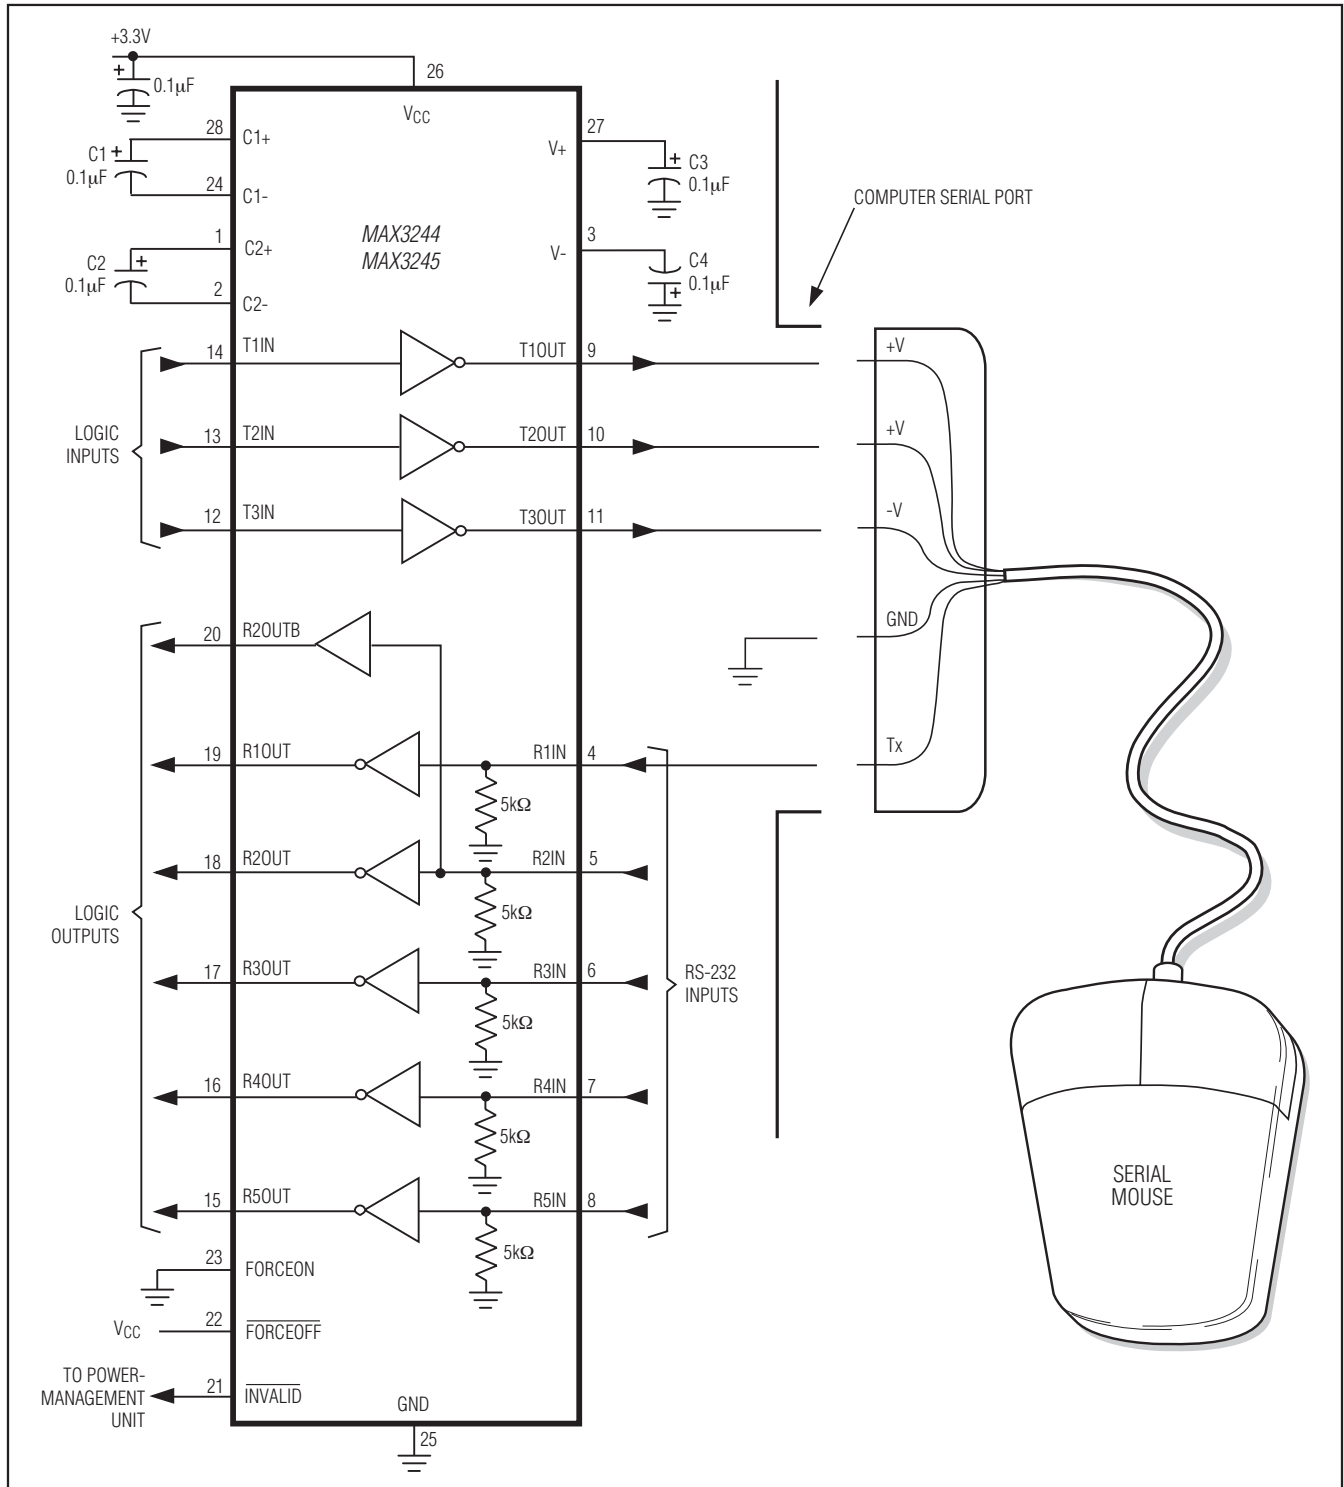 +3.3V
+
0.1μF
26
VCC
28
C1+
C1
+
0.1μF
24
C1-
27
V+
+
C3
0.1μF
COMPUTER SERIAL PORT
MAX3244
MAX3245
1
C2+
C2
+
0.1μF
2
C2-
3
V-
C4
0.1μF
+
LOGIC
INPUTS
14
T1IN
T1OUT
9
+V
13
T2IN
T2OUT
10
+V
12
T3IN
T3OUT
11
-V
20
R2OUTB
GND
19
R1OUT
R1IN
4
Tx
5kΩ
18
R2OUT
R2IN
5
5kΩ
LOGIC
OUTPUTS
17
R3OUT
R3IN
6
RS-232
INPUTS
5kΩ
16
R4OUT
R4IN
7
5kΩ
15
R5OUT
R5IN
8
5kΩ
SERIAL
MOUSE
23
FORCEON
VCC
22
FORCEOFF
TO POWER-
MANAGEMENT
UNIT
21
INVALID
GND
25